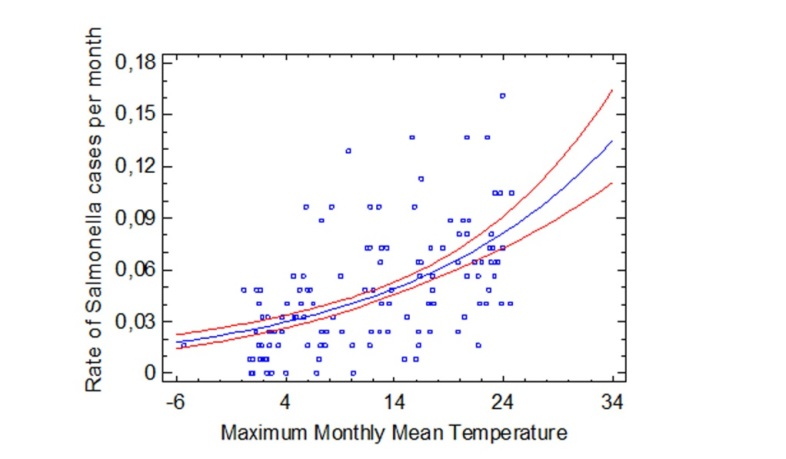 Rate of Salmonella cases per month
0,18
0,15
0,12
0,09
0,06
0,03
0
-6 4 14 24 34
Maximum Monthly Mean Temperature